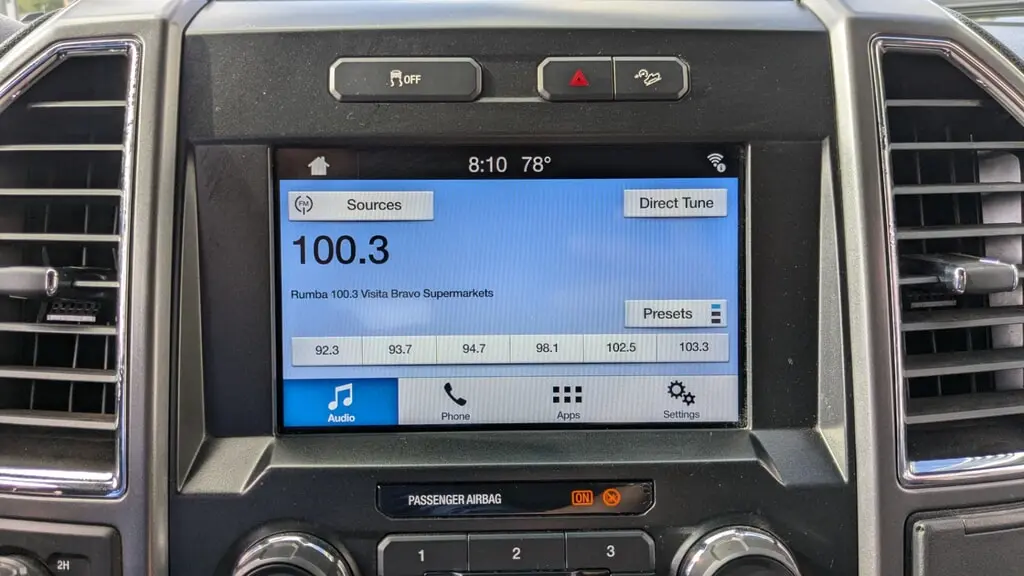 OFF
8:10 78°
FM Sources
Direct Tune
100.3
Rumba 100.3 Visita Bravo Supermarkets
Presets
92.3 93.7 94.7 98.1 102.5 103.3
Audio Phone Apps Settings
PASSENGER AIRBAG ON
1 2 3
2H